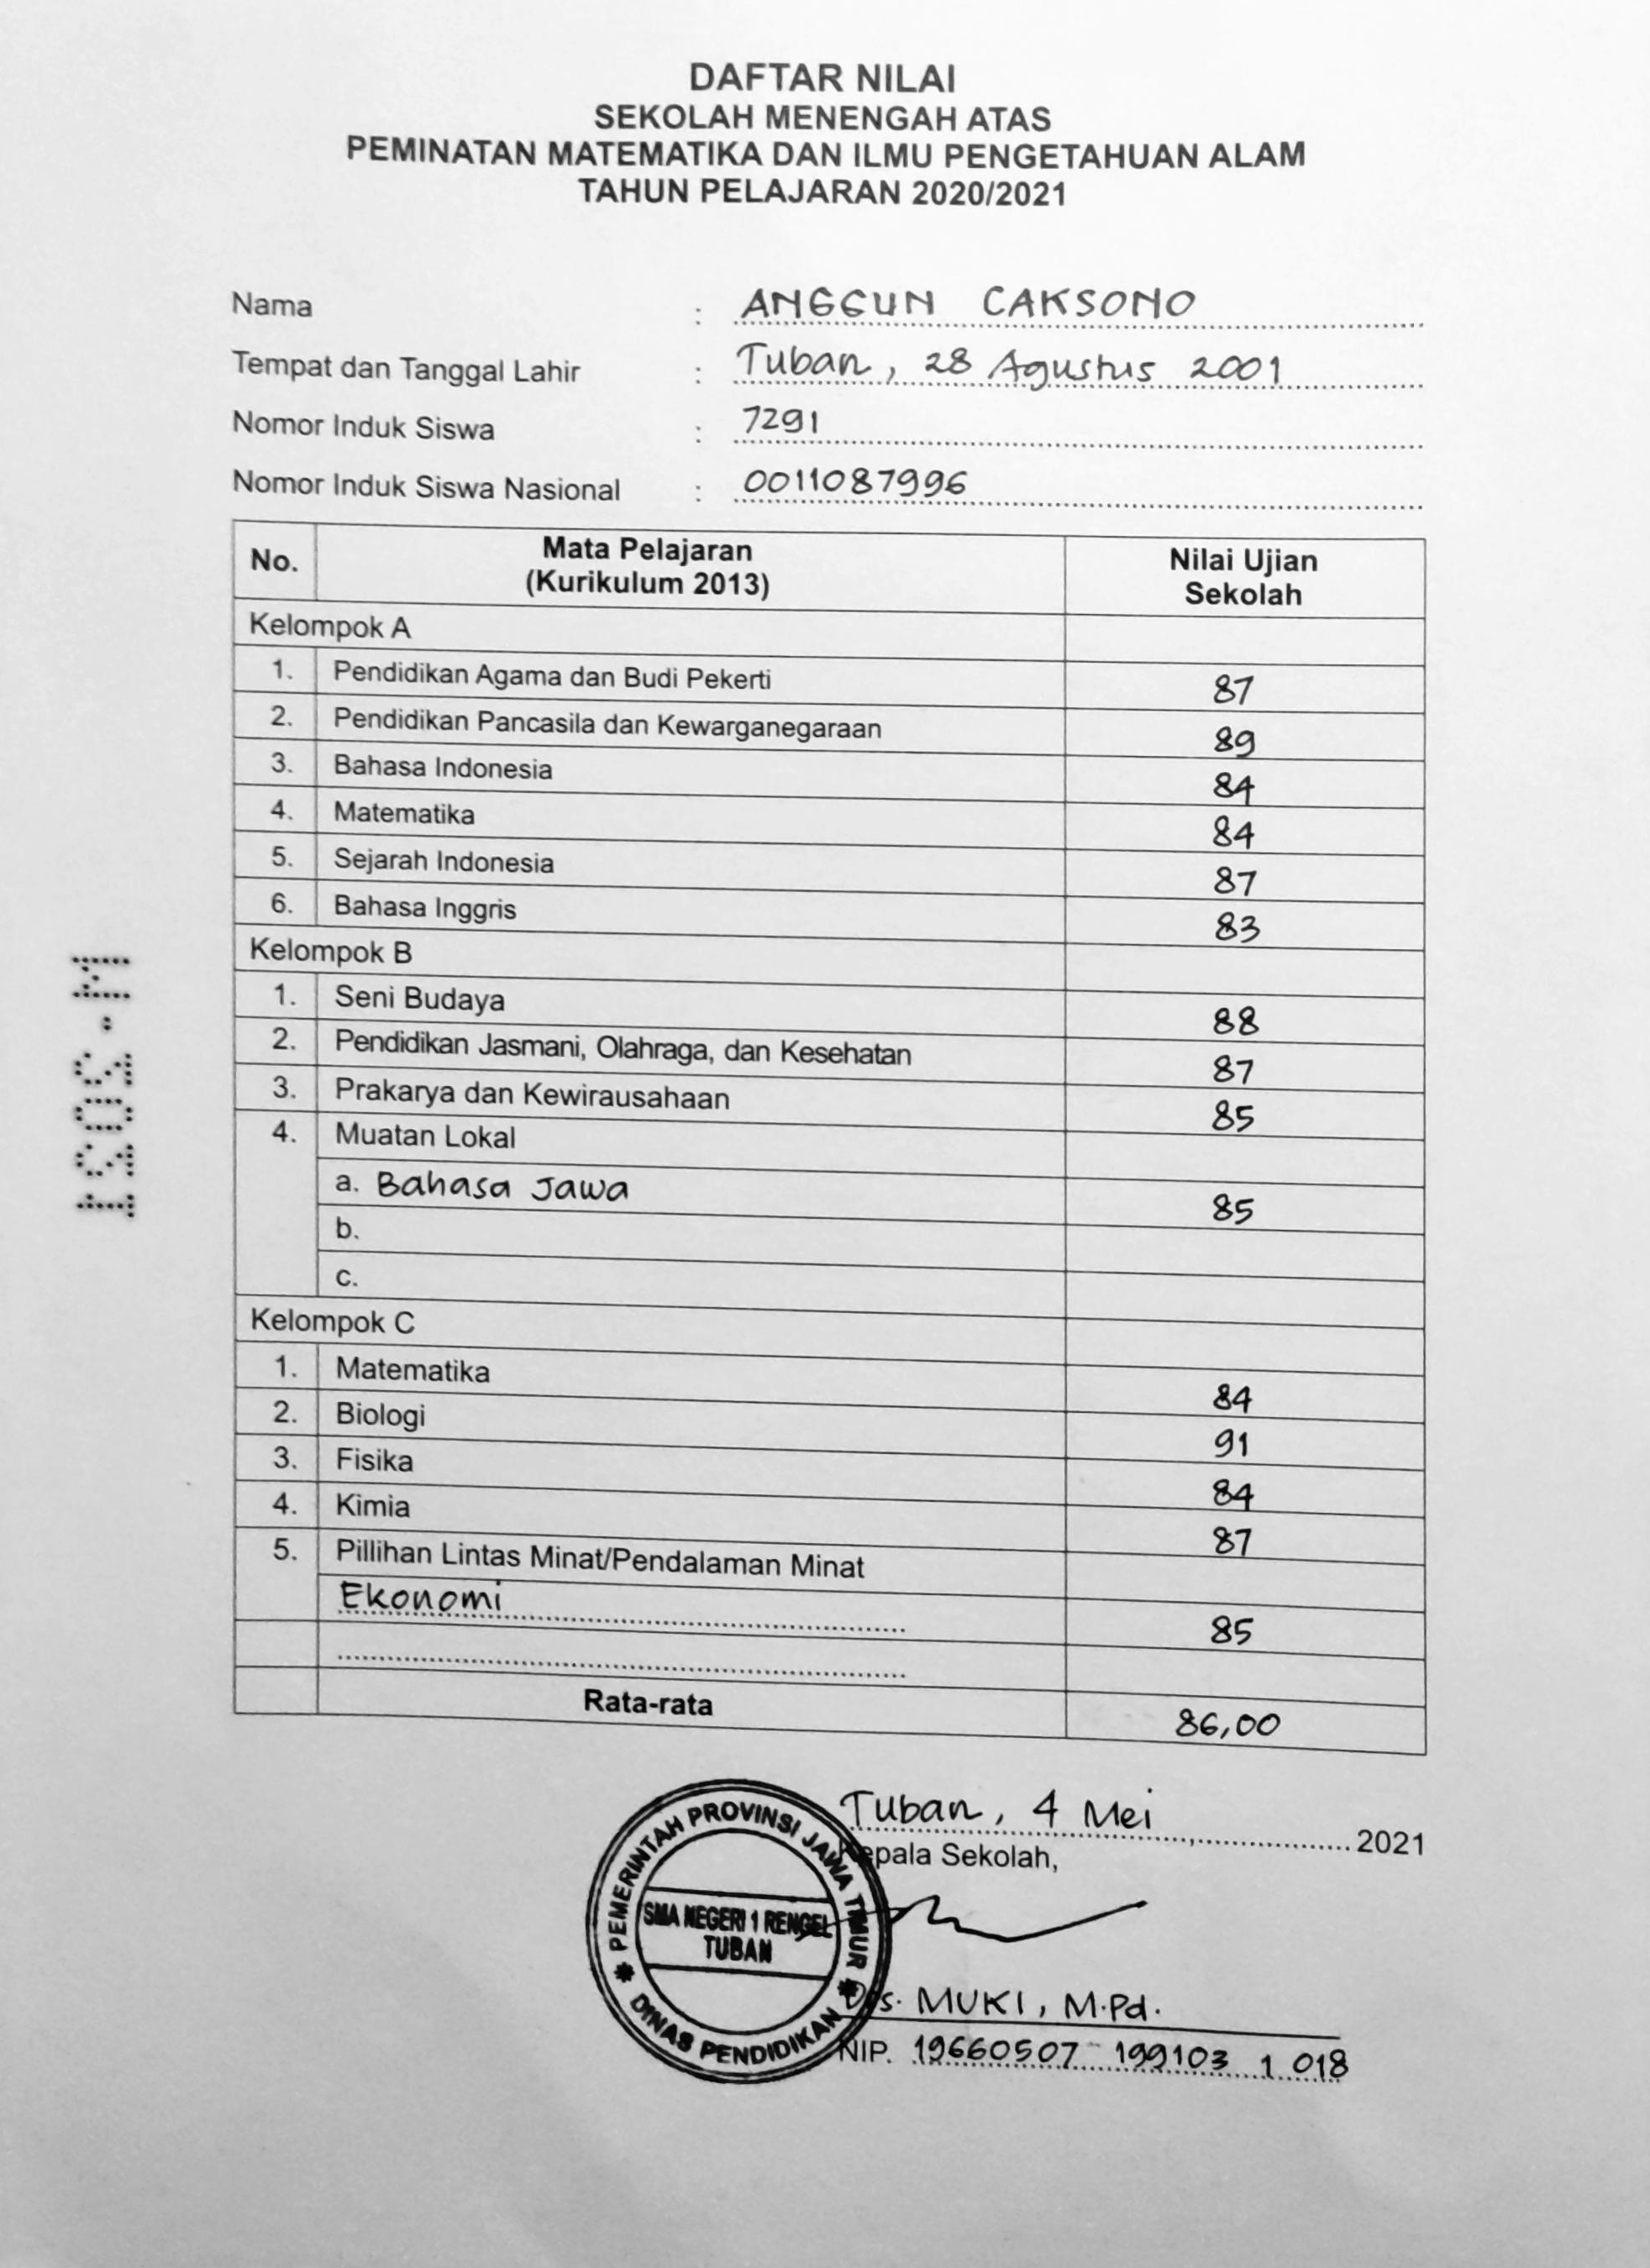 DAFTAR NILAI
SEKOLAH MENENGAH ATAS
PEMINATAN MATEMATIKA DAN ILMU PENGETAHUAN ALAM
TAHUN PELAJARAN 2020/2021
Nama : ANGGUN CAKSONO
Tempat dan Tanggal Lahir : Tuban, 28 Agustus 2001
Nomor Induk Siswa : 7291
Nomor Induk Siswa Nasional : 0011087996
No. Mata Pelajaran (Kurikulum 2013) Nilai Ujian Sekolah
Kelompok A
1. Pendidikan Agama dan Budi Pekerti 87
2. Pendidikan Pancasila dan Kewarganegaraan 89
3. Bahasa Indonesia 84
4. Matematika 84
5. Sejarah Indonesia 87
6. Bahasa Inggris 83
Kelompok B
1. Seni Budaya 88
2. Pendidikan Jasmani, Olahraga, dan Kesehatan 87
3. Prakarya dan Kewirausahaan 85
4. Muatan Lokal
a. Bahasa Jawa 85
b.
c.
Kelompok C
1. Matematika 84
2. Biologi 91
3. Fisika 84
4. Kimia 87
5. Pillihan Lintas Minat/Pendalaman Minat
Ekonomi 85
Rata-rata 86,00
Tuban, 4 Mei, 2021
Kepala Sekolah,
PEMERINTAH PROVINSI JAWA TIMUR
SMA NEGERI 1 RENGEL
TUBAN
DINAS PENDIDIKAN
Drs. MUKI, M.Pd.
NIP. 19660507 199103 1 018